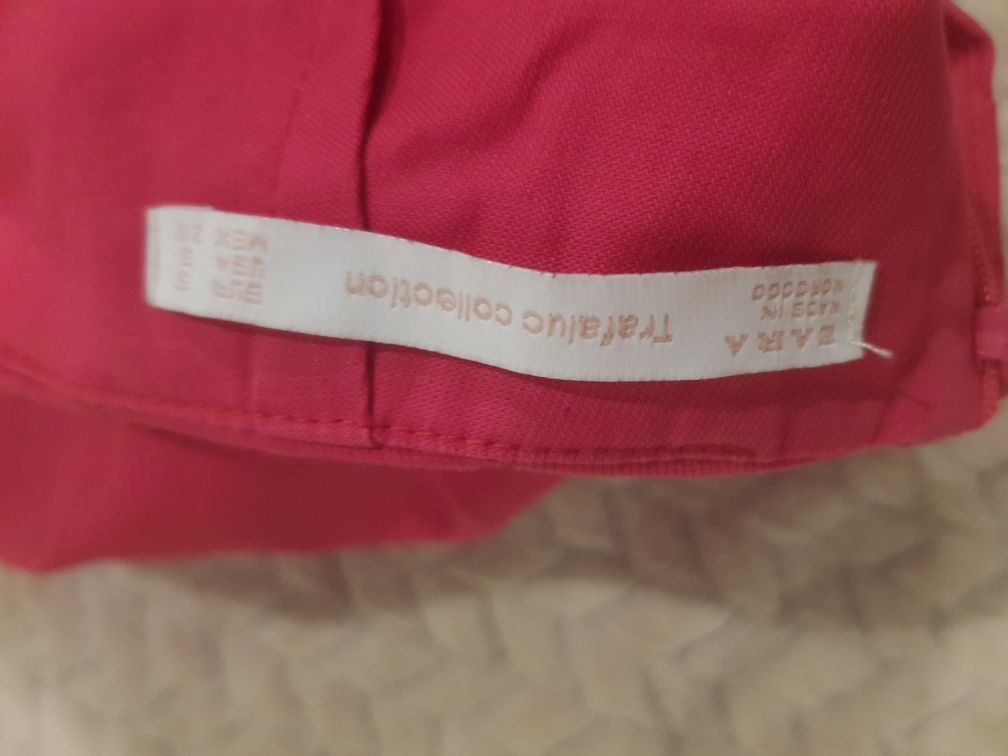 ZARA
MADE IN
MOROCCO
Trafaluc collection
EUR
USA
MEX